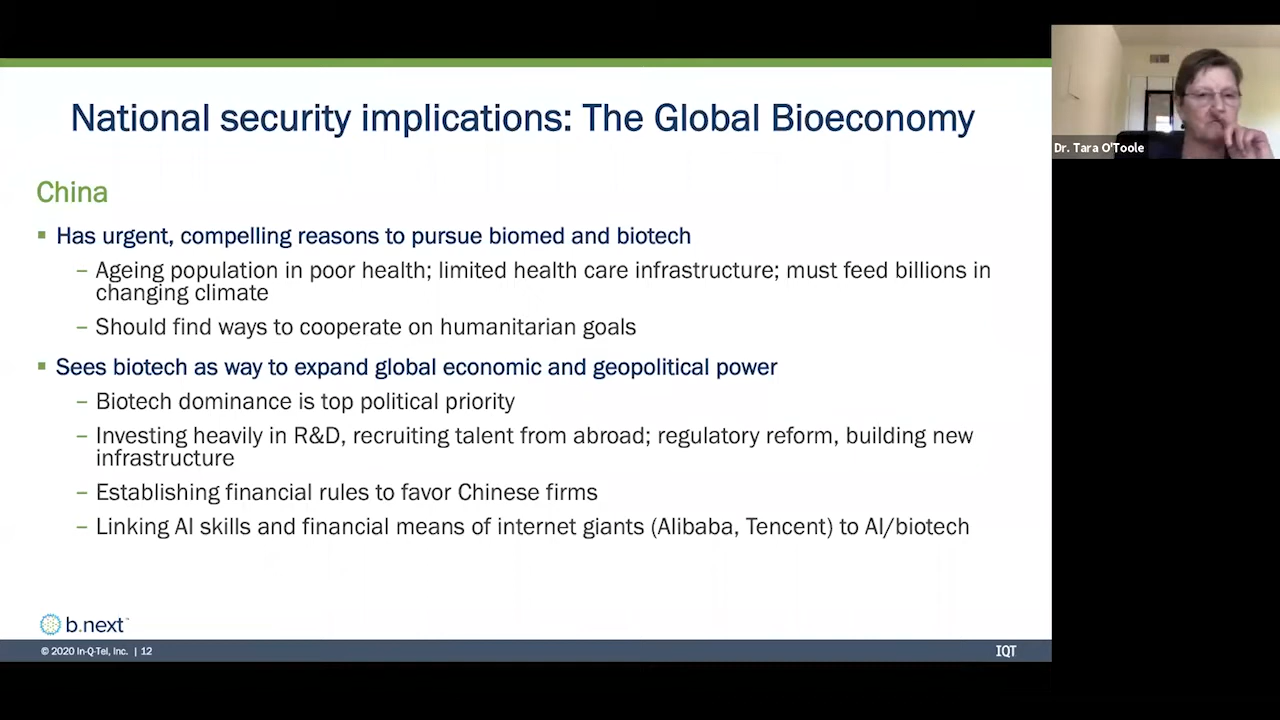 National security implications: The Global Bioeconomy
Dr. Tara O'Toole
China
▪ Has urgent, compelling reasons to pursue biomed and biotech
– Ageing population in poor health; limited health care infrastructure; must feed billions in
changing climate
– Should find ways to cooperate on humanitarian goals
▪ Sees biotech as way to expand global economic and geopolitical power
– Biotech dominance is top political priority
– Investing heavily in R&D, recruiting talent from abroad; regulatory reform, building new
infrastructure
– Establishing financial rules to favor Chinese firms
– Linking AI skills and financial means of internet giants (Alibaba, Tencent) to AI/biotech
b.next™
© 2020 In-Q-Tel, Inc. | 12
IQT